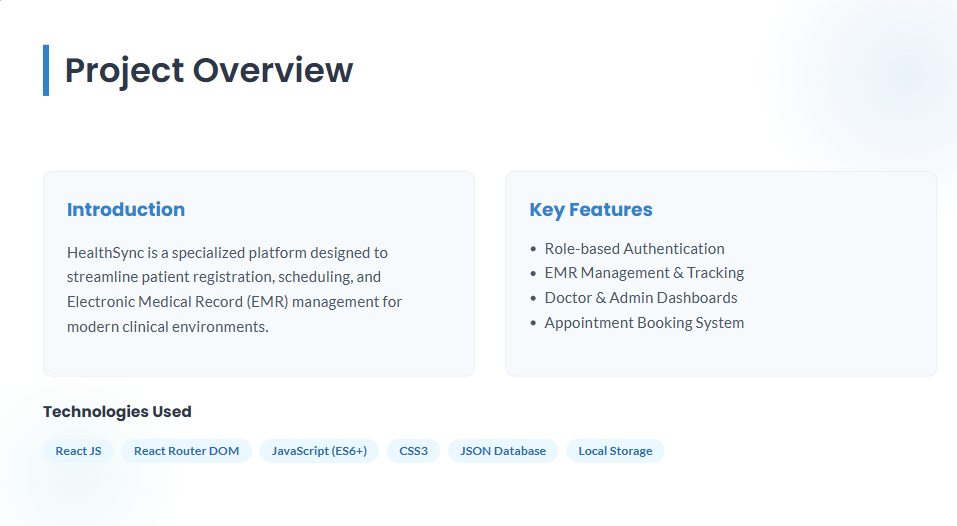 Project Overview
Introduction
HealthSync is a specialized platform designed to
streamline patient registration, scheduling, and
Electronic Medical Record (EMR) management for
modern clinical environments.
Key Features
• Role-based Authentication
• EMR Management & Tracking
• Doctor & Admin Dashboards
• Appointment Booking System
Technologies Used
React JS React Router DOM JavaScript (ES6+) CSS3 JSON Database Local Storage